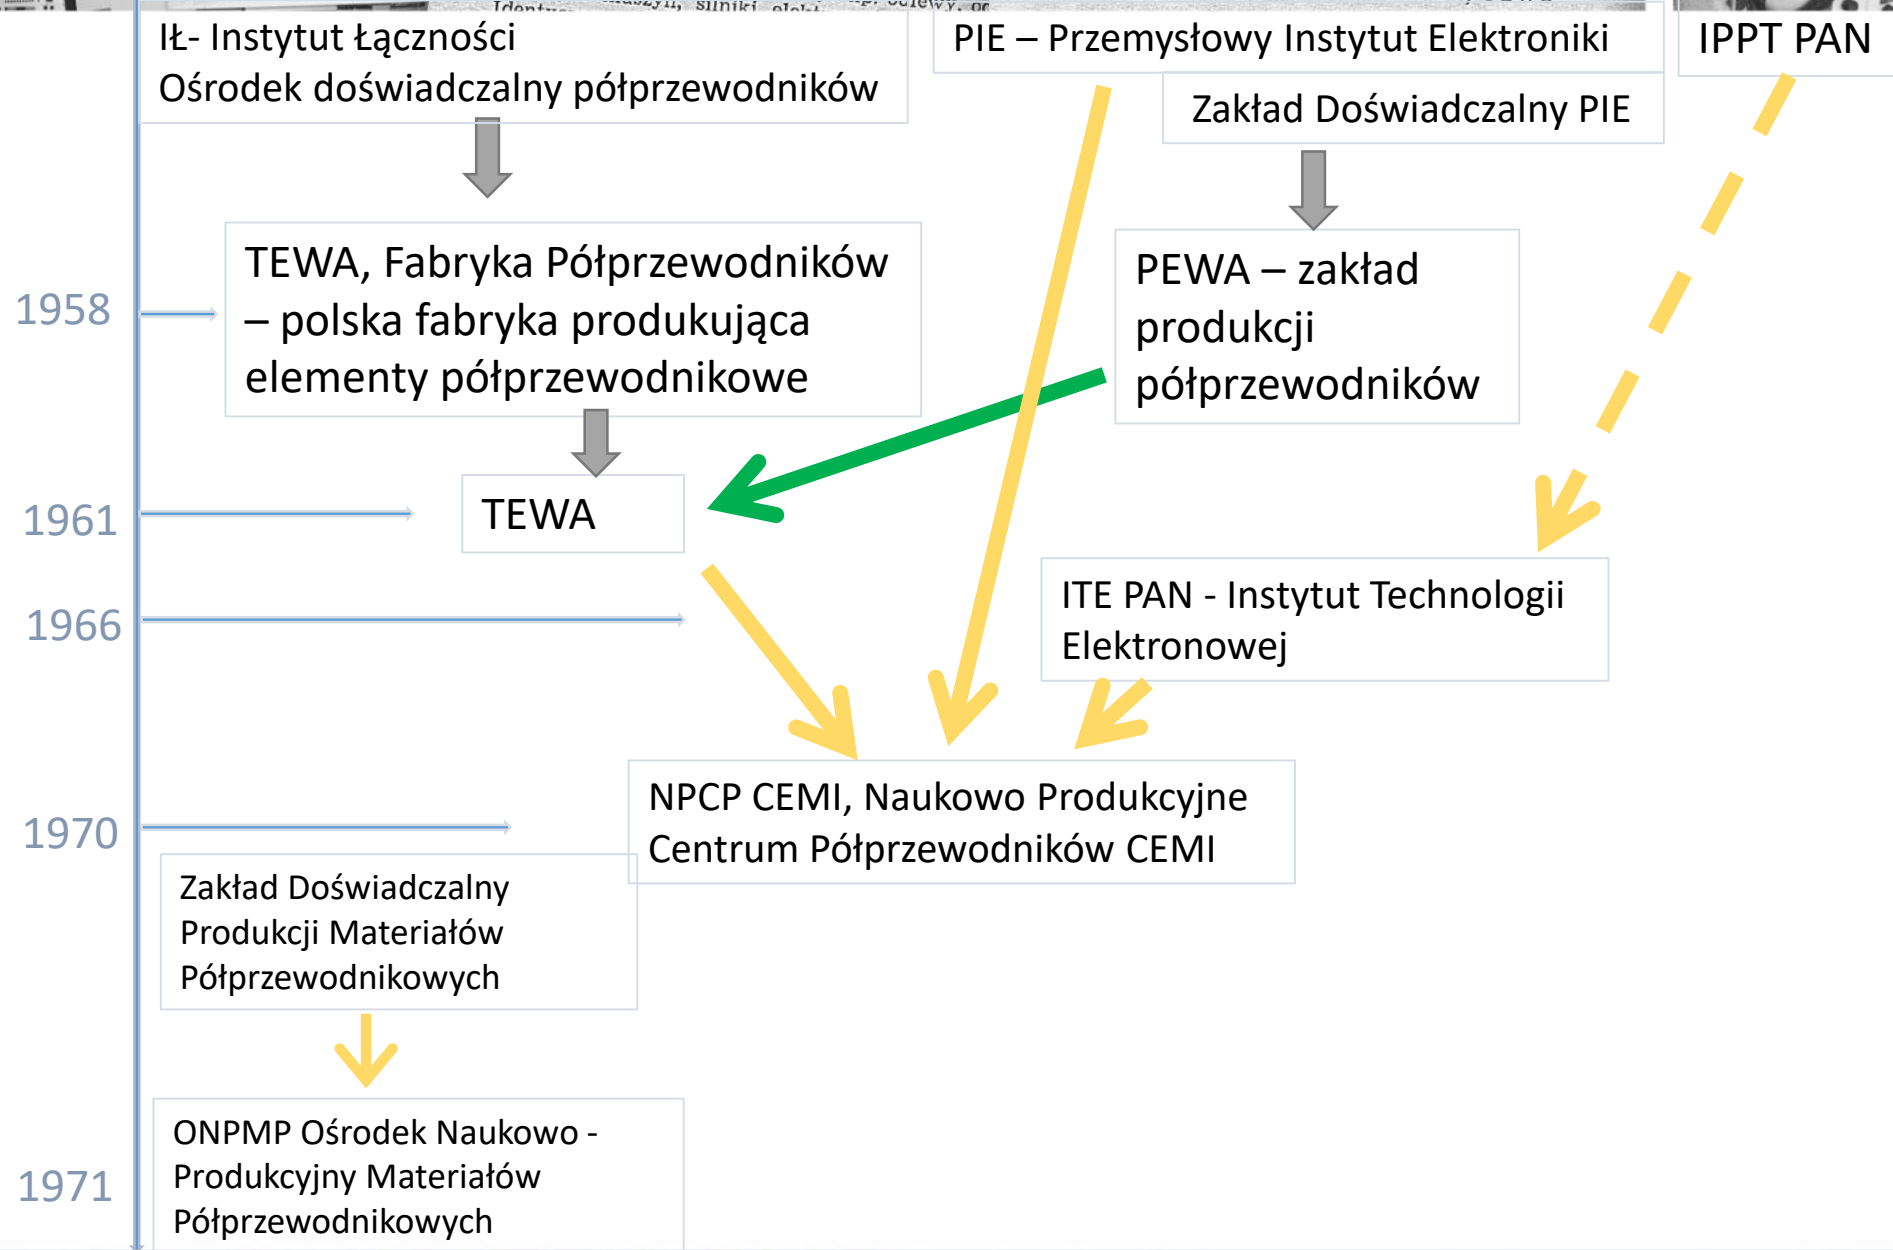 IŁ- Instytut Łączności
Ośrodek doświadczalny półprzewodników
PIE – Przemysłowy Instytut Elektroniki
Zakład Doświadczalny PIE
IPPT PAN
1958
TEWA, Fabryka Półprzewodników
– polska fabryka produkująca
elementy półprzewodnikowe
PEWA – zakład
produkcji
półprzewodników
1961
TEWA
1966
ITE PAN - Instytut Technologii
Elektronowej
1970
NPCP CEMI, Naukowo Produkcyjne
Centrum Półprzewodników CEMI
Zakład Doświadczalny
Produkcji Materiałów
Półprzewodnikowych
1971
ONPMP Ośrodek Naukowo -
Produkcyjny Materiałów
Półprzewodnikowych